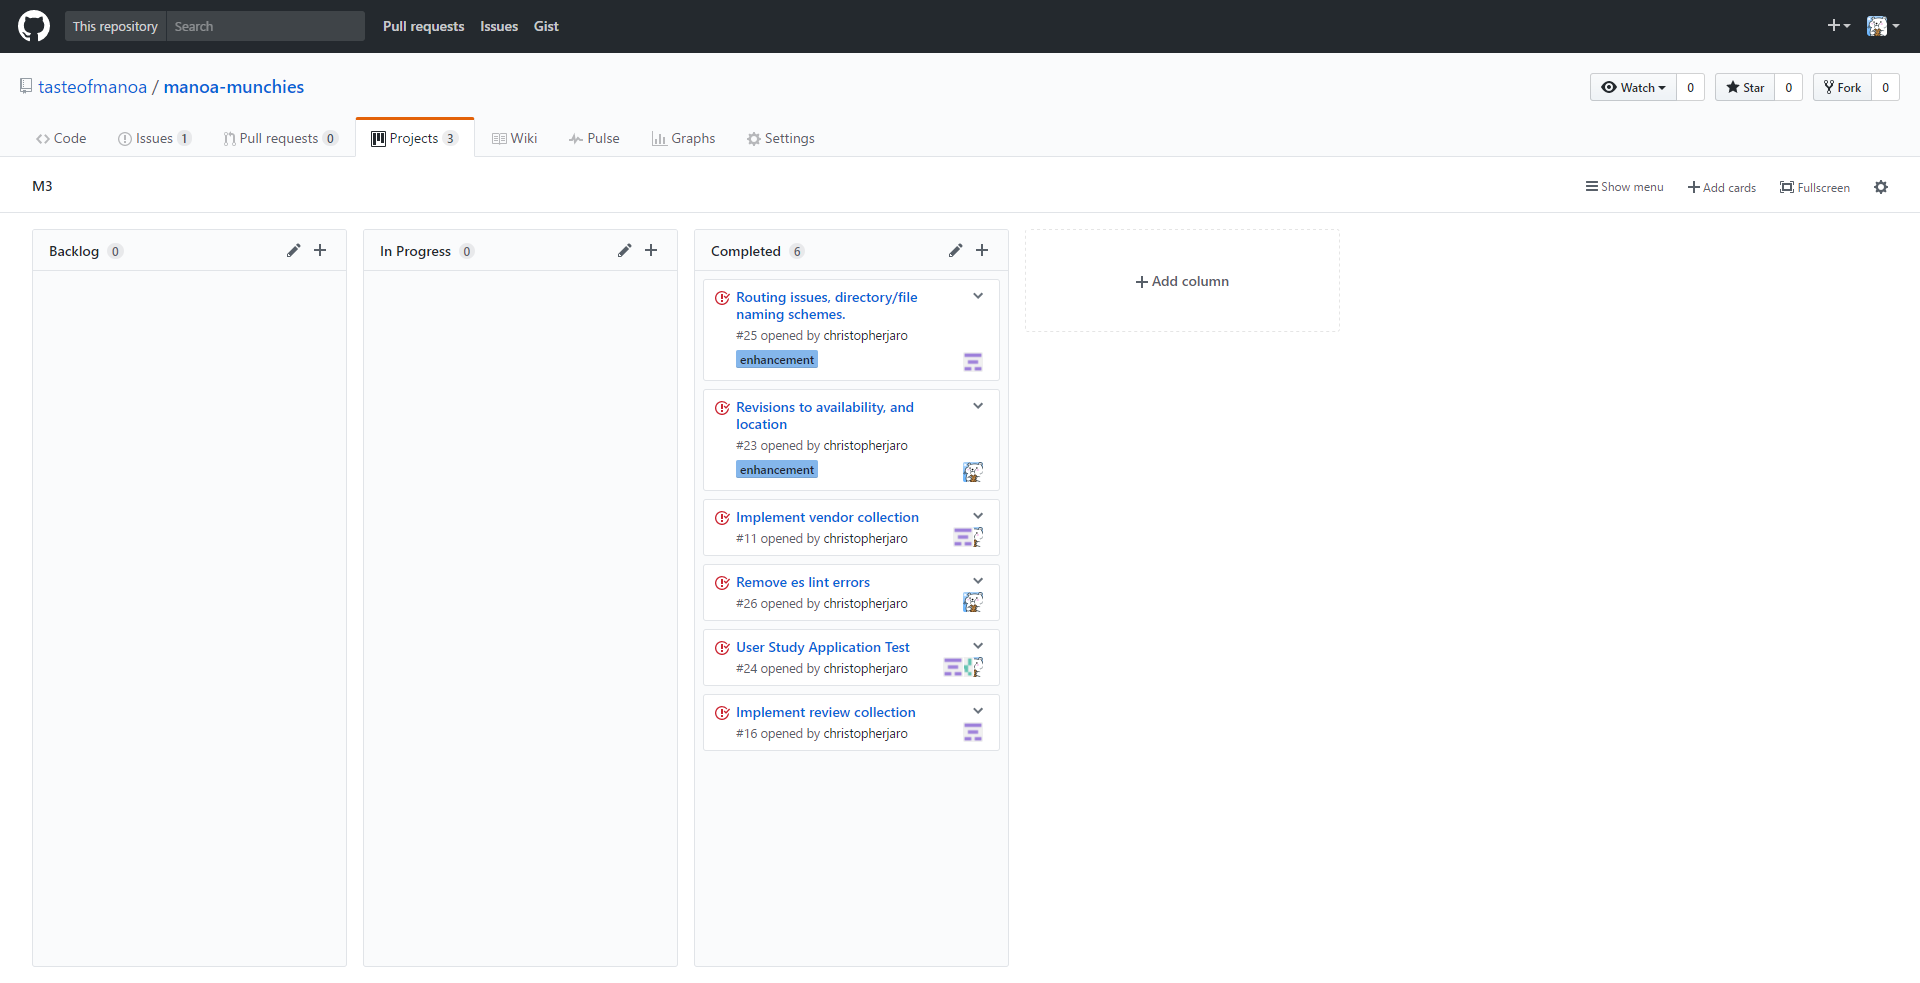 This repository Search Pull requests Issues Gist
tasteofmanoa / manoa-munchies
Watch 0 Star 0 Fork 0
Code Issues 1 Pull requests 0 Projects 3 Wiki Pulse Graphs Settings
M3
Show menu Add cards Fullscreen
Backlog 0
In Progress 0
Completed 6
Routing issues, directory/file
naming schemes.
#25 opened by christopherjaro
enhancement
Revisions to availability, and
location
#23 opened by christopherjaro
enhancement
Implement vendor collection
#11 opened by christopherjaro
Remove es lint errors
#26 opened by christopherjaro
User Study Application Test
#24 opened by christopherjaro
Implement review collection
#16 opened by christopherjaro
Add column